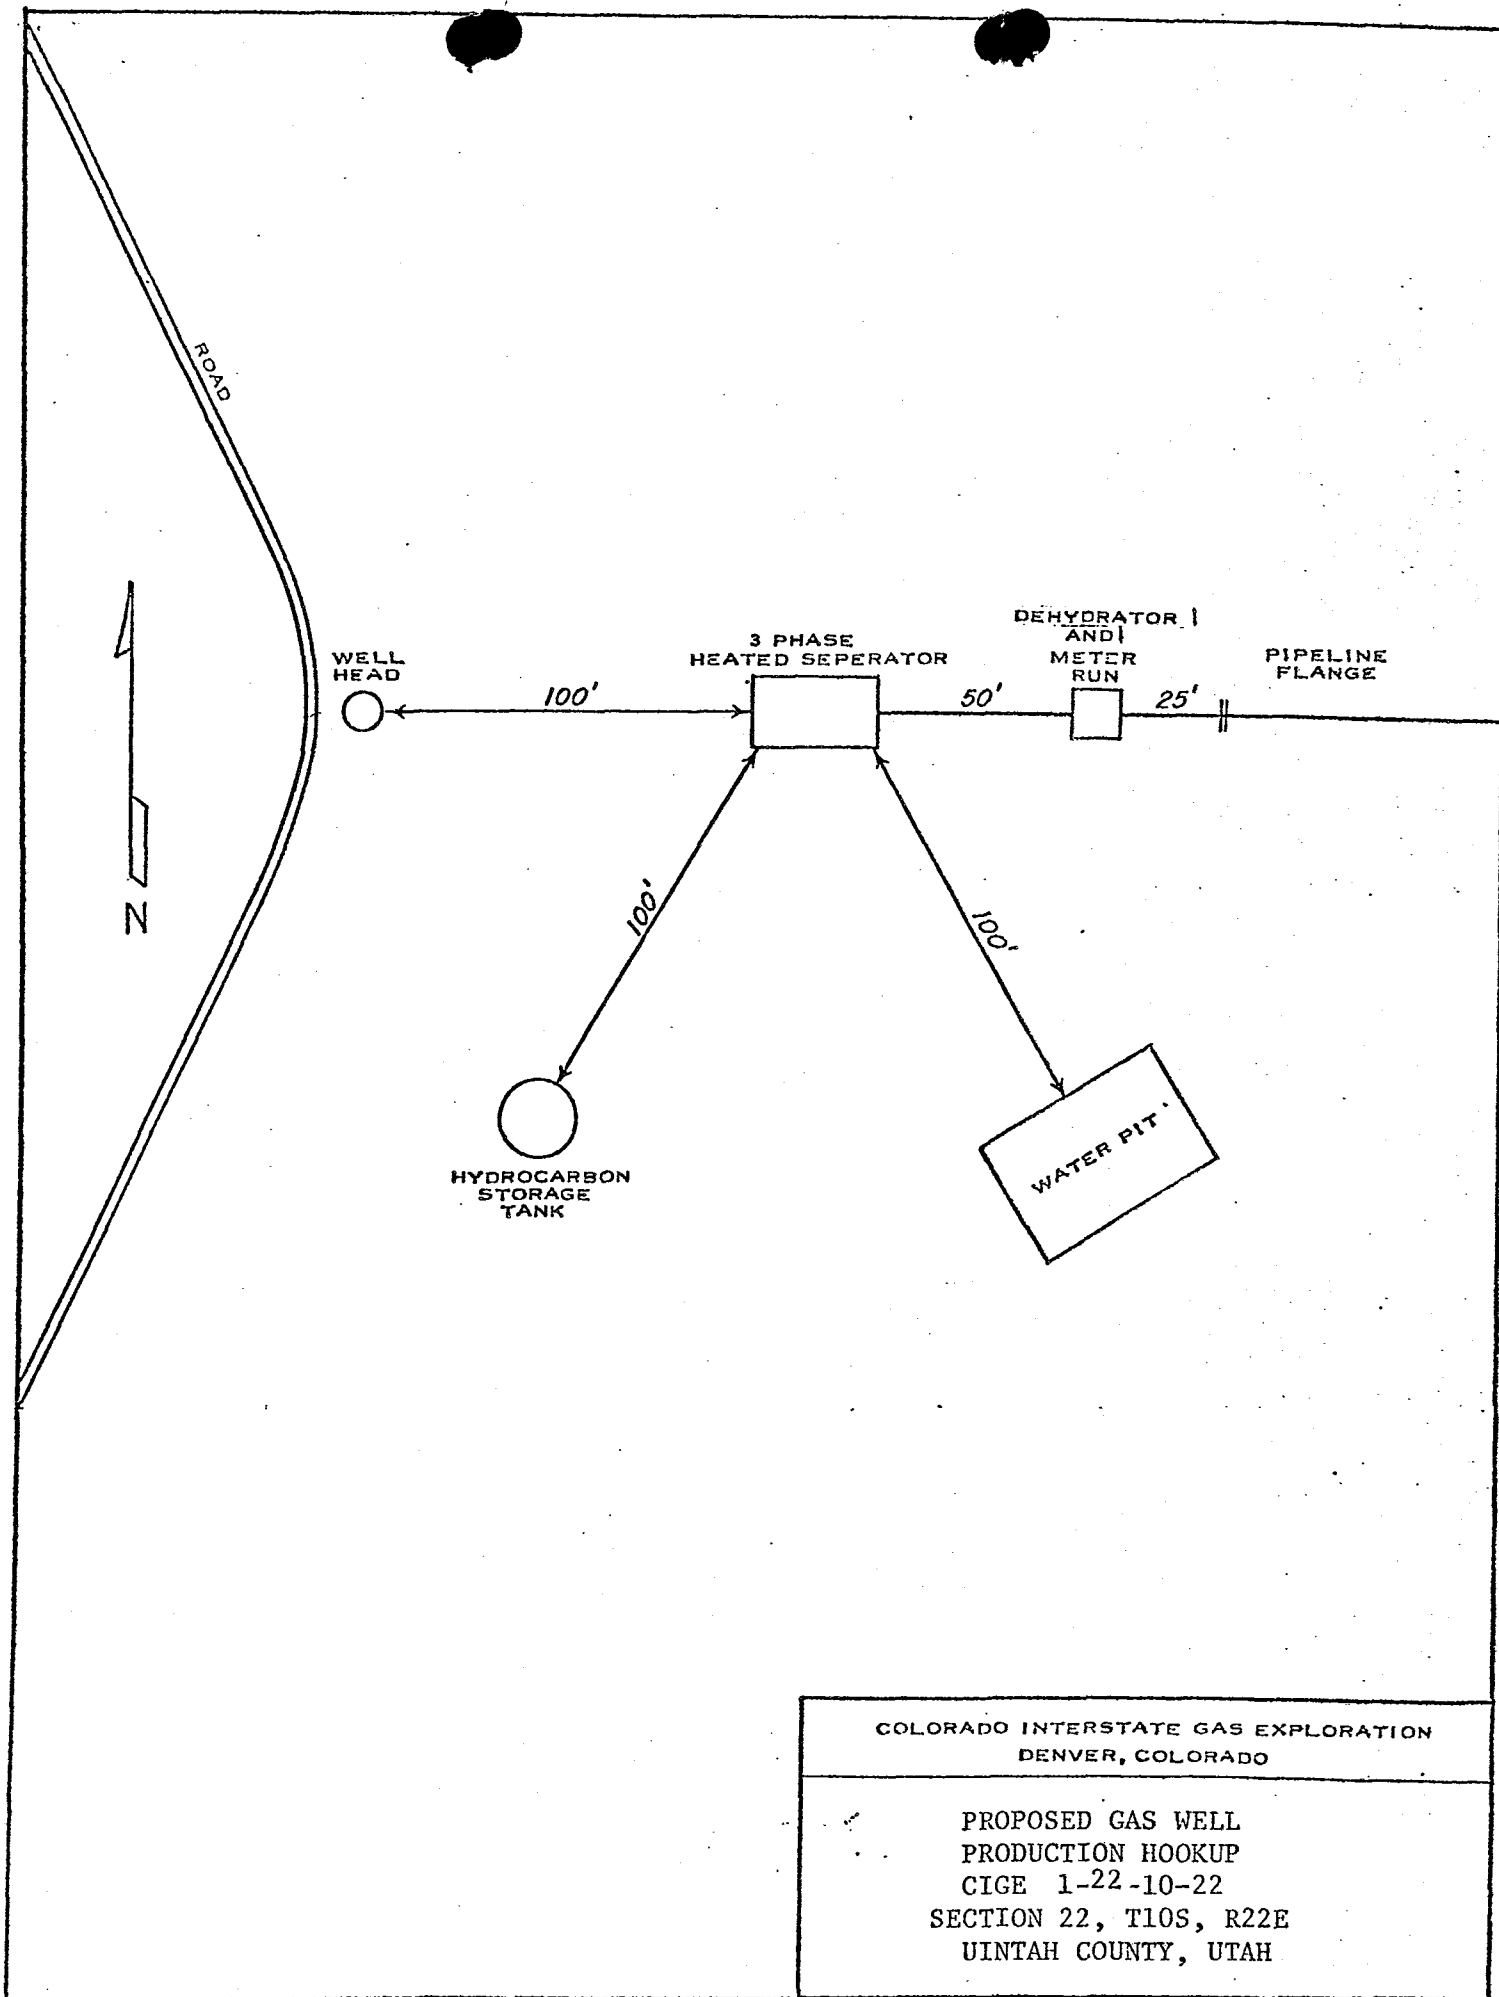 ROAD
WELL
HEAD
100'
3 PHASE
HEATED SEPERATOR
50'
DEHYDRATOR
AND
METER
RUN
25'
PIPELINE
FLANGE
N
100'
100'
HYDROCARBON
STORAGE
TANK
WATER PIT
COLORADO INTERSTATE GAS EXPLORATION
DENVER, COLORADO
PROPOSED GAS WELL
PRODUCTION HOOKUP
CIGE 1-22-10-22
SECTION 22, T10S, R22E
UINTAH COUNTY, UTAH